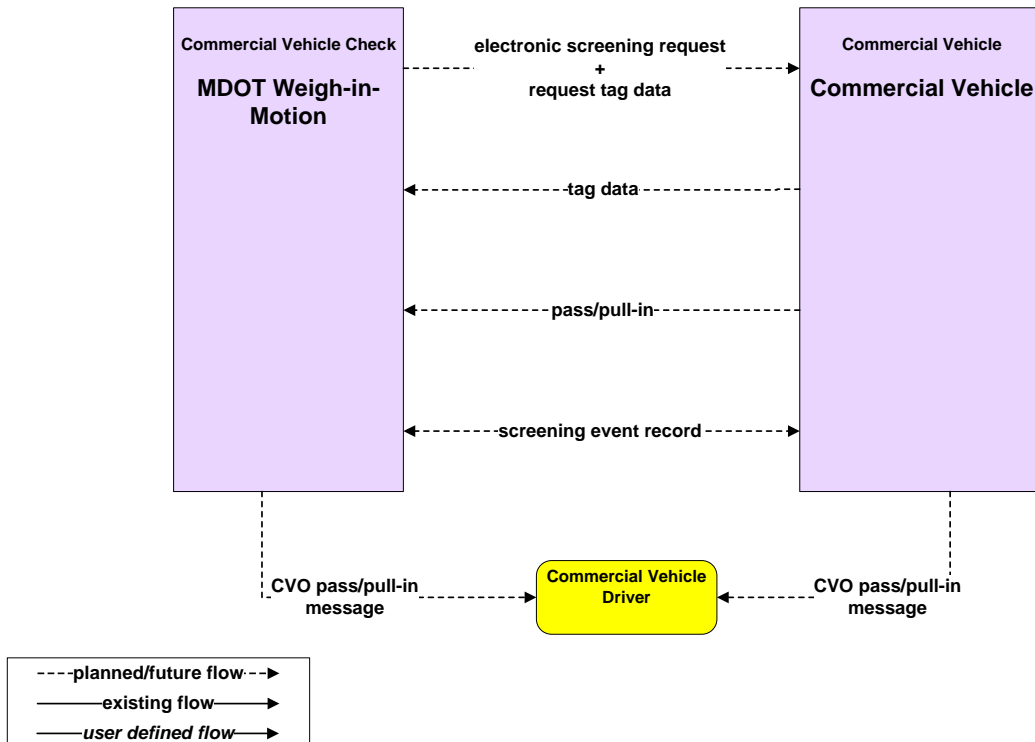 Commercial Vehicle Check
MDOT Weigh-in-
Motion
electronic screening request
+
request tag data
Commercial Vehicle
Commercial Vehicle
tag data
pass/pull-in
screening event record
CVO pass/pull-in
message
Commercial Vehicle
Driver
CVO pass/pull-in
message
planned/future flow
existing flow
user defined flow